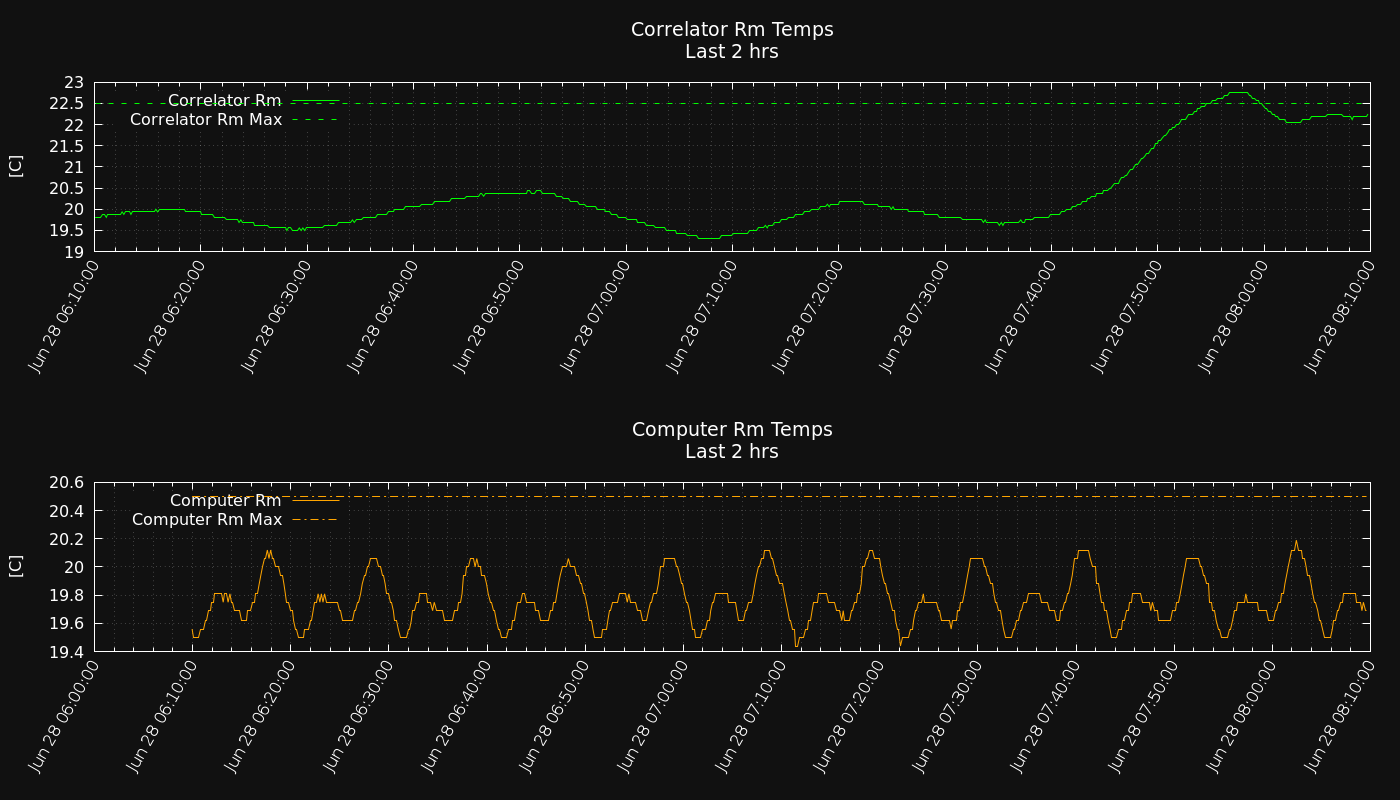 Correlator Rm Temps
Last 2 hrs
23
22.5
22
21.5
21
20.5
20
19.5
19
[C]
Correlator Rm
Correlator Rm Max
Jun 28 06:10:00
Jun 28 06:20:00
Jun 28 06:30:00
Jun 28 06:40:00
Jun 28 06:50:00
Jun 28 07:00:00
Jun 28 07:10:00
Jun 28 07:20:00
Jun 28 07:30:00
Jun 28 07:40:00
Jun 28 07:50:00
Jun 28 08:00:00
Jun 28 08:10:00
Computer Rm Temps
Last 2 hrs
20.6
20.4
20.2
20
19.8
19.6
19.4
[C]
Computer Rm
Computer Rm Max
Jun 28 06:00:00
Jun 28 06:10:00
Jun 28 06:20:00
Jun 28 06:30:00
Jun 28 06:40:00
Jun 28 06:50:00
Jun 28 07:00:00
Jun 28 07:10:00
Jun 28 07:20:00
Jun 28 07:30:00
Jun 28 07:40:00
Jun 28 07:50:00
Jun 28 08:00:00
Jun 28 08:10:00